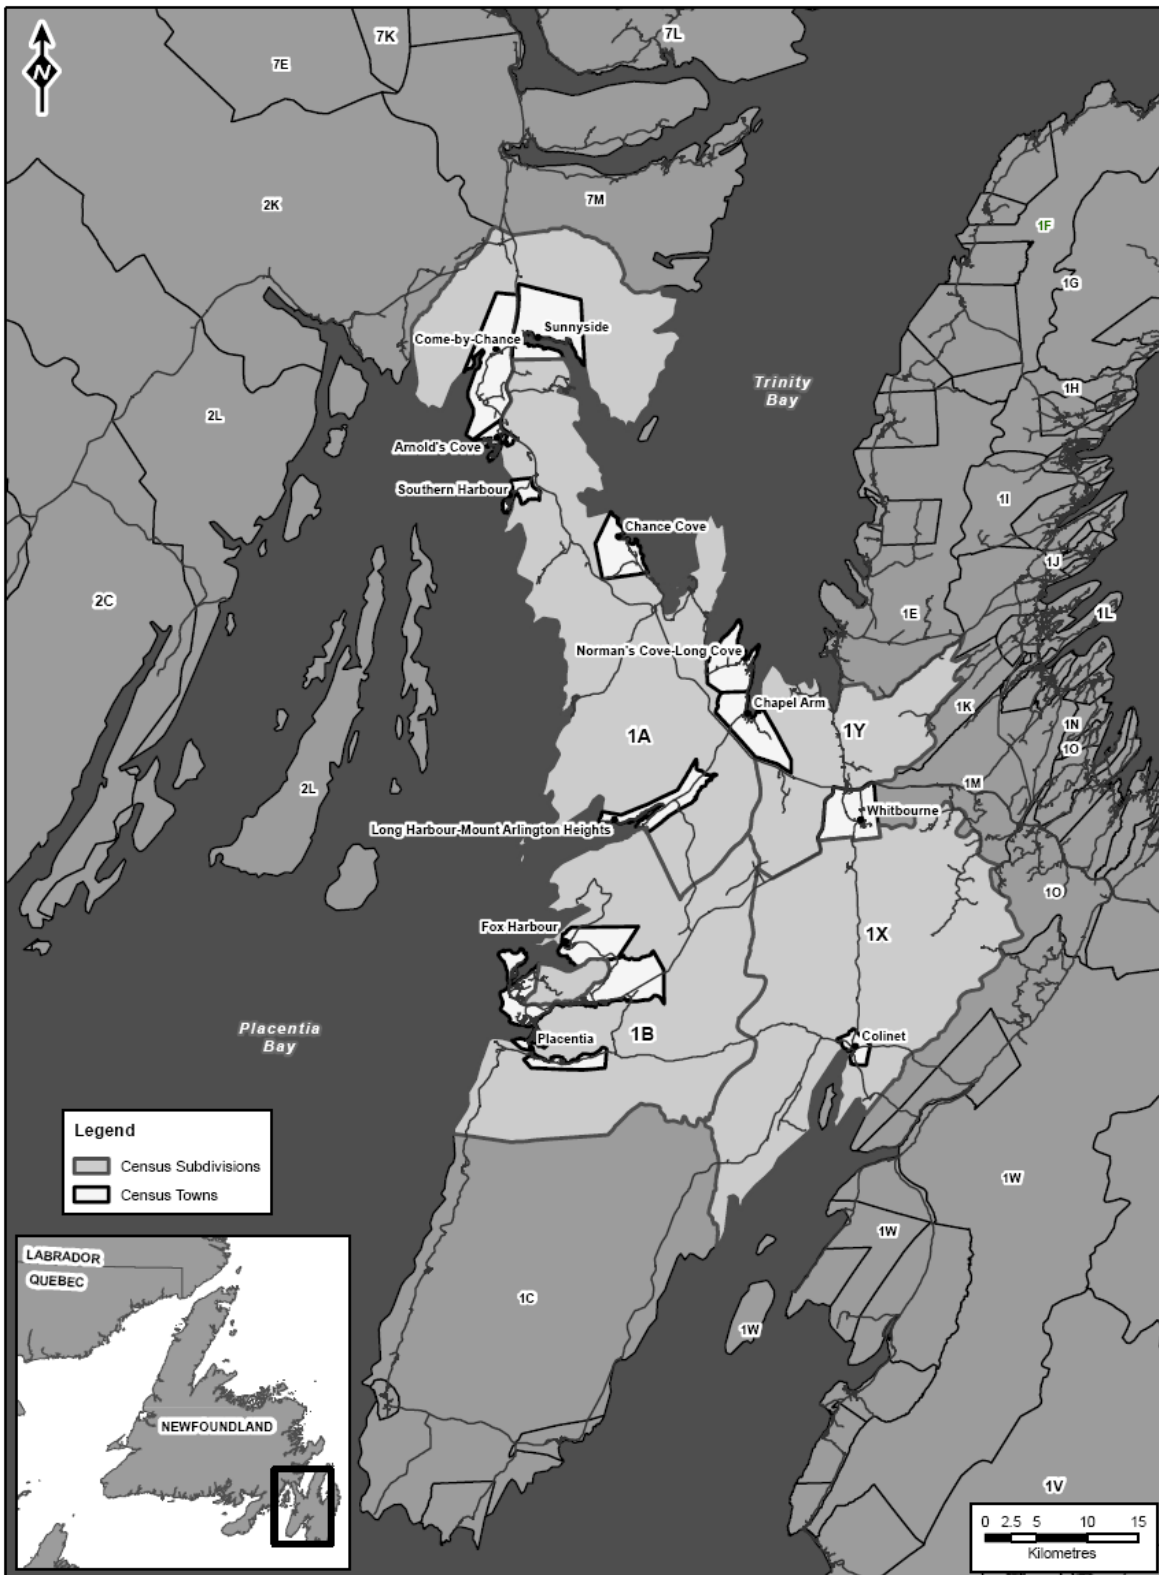 N
7K
7L
7E
2K
7M
1F
1G
Sunnyside
Come-by-Chance
Trinity
Bay
1H
2L
Arnold's Cove
Southern Harbour
1I
Chance Cove
1J
2C
1E
1L
Norman's Cove-Long Cove
Chapel Arm
1K
1A
1Y
1N
1O
2L
1M
Whitbourne
Long Harbour-Mount Arlington Heights
1O
Fox Harbour
1X
Placentia
Bay
1B
Placentia
Colinet
Legend
Census Subdivisions
Census Towns
1W
1W
1C
1W
LABRADOR
QUEBEC
NEWFOUNDLAND
1V
0 2.5 5 10 15
Kilometres